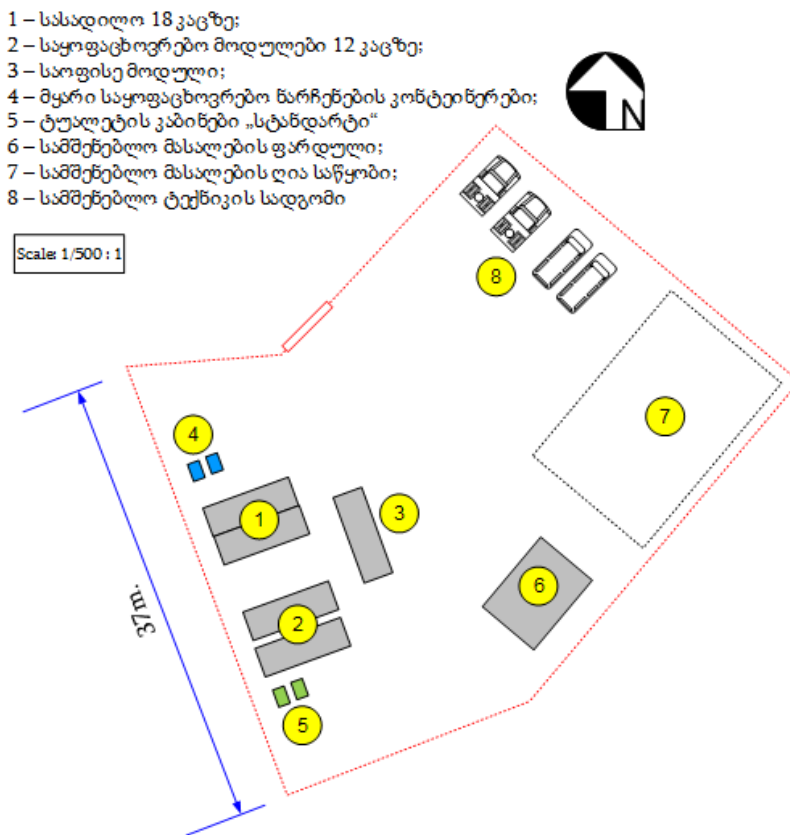 1 – სასადილო 18 კაცზე;
2 – საყოფაცხოვრებო მოდულები 12 კაცზე;
3 – საოფისე მოდული;
4 – მყარი საყოფაცხოვრებო ნარჩენების კონტეინერები;
5 – ტუალეტის კაბინები „სტანდარტი“
6 – სამშენებლო მასალების ფარდული;
7 – სამშენებლო მასალების ღია საწყობი;
8 – სამშენებლო ტექნიკის სადგომი
N
Scale: 1/500 : 1
8
7
4
1
3
6
2
5
37m.